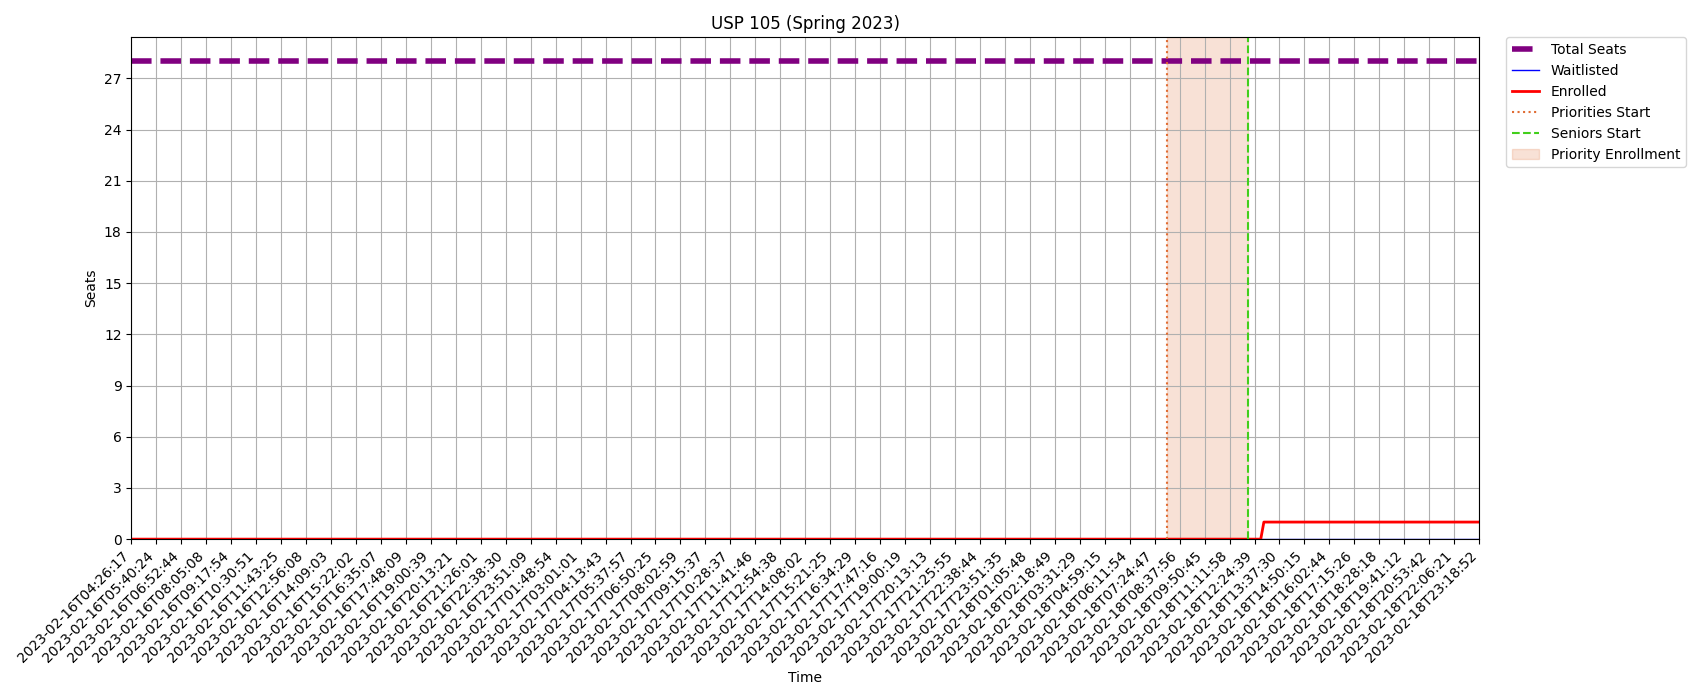 USP 105 (Spring 2023)
Total Seats
Waitlisted
Enrolled
Priorities Start
Seniors Start
Priority Enrollment
Seats
27
24
21
18
15
12
9
6
3
0
2023-02-16T04:26:17
2023-02-16T05:40:24
2023-02-16T06:52:44
2023-02-16T08:05:08
2023-02-16T09:17:54
2023-02-16T10:30:51
2023-02-16T11:43:25
2023-02-16T12:56:08
2023-02-16T14:09:03
2023-02-16T15:22:02
2023-02-16T16:35:07
2023-02-16T17:48:09
2023-02-16T19:00:39
2023-02-16T20:13:21
2023-02-16T21:26:01
2023-02-16T22:38:30
2023-02-16T23:51:09
2023-02-17T01:48:54
2023-02-17T03:01:01
2023-02-17T04:13:43
2023-02-17T05:37:57
2023-02-17T06:50:25
2023-02-17T08:02:59
2023-02-17T09:15:37
2023-02-17T10:28:37
2023-02-17T11:41:46
2023-02-17T12:54:38
2023-02-17T14:08:02
2023-02-17T15:21:25
2023-02-17T16:34:29
2023-02-17T17:47:16
2023-02-17T19:00:19
2023-02-17T20:13:13
2023-02-17T21:25:55
2023-02-17T22:38:44
2023-02-17T23:51:35
2023-02-18T01:05:48
2023-02-18T02:18:49
2023-02-18T03:31:29
2023-02-18T04:59:15
2023-02-18T06:11:54
2023-02-18T07:24:47
2023-02-18T08:37:56
2023-02-18T09:50:45
2023-02-18T11:11:58
2023-02-18T12:24:39
2023-02-18T13:37:30
2023-02-18T14:50:15
2023-02-18T16:02:44
2023-02-18T17:15:26
2023-02-18T18:28:18
2023-02-18T19:41:12
2023-02-18T20:53:42
2023-02-18T22:06:21
2023-02-18T23:18:52
Time